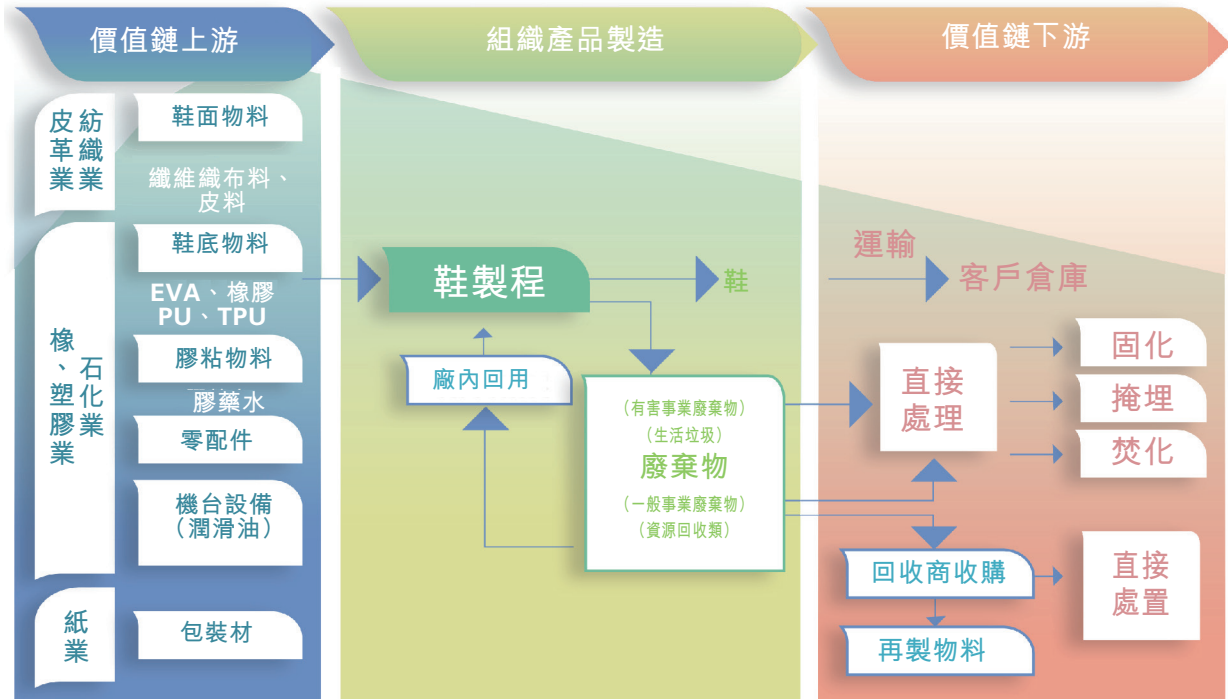 價值鏈上游
組織產品製造
價值鏈下游
紡織業
皮革業
鞋面物料
纖維織布料、
皮料
石化業
橡、塑膠業
鞋底物料
EVA、橡膠
PU、TPU
膠粘物料
膠藥水
零配件
機台設備
（潤滑油）
紙業
包裝材
鞋製程
鞋
廠內回用
（有害事業廢棄物）
（生活垃圾）
廢棄物
（一般事業廢棄物）
（資源回收類）
運輸
客戶倉庫
直接
處理
固化
掩埋
焚化
回收商收購
直接
處置
再製物料